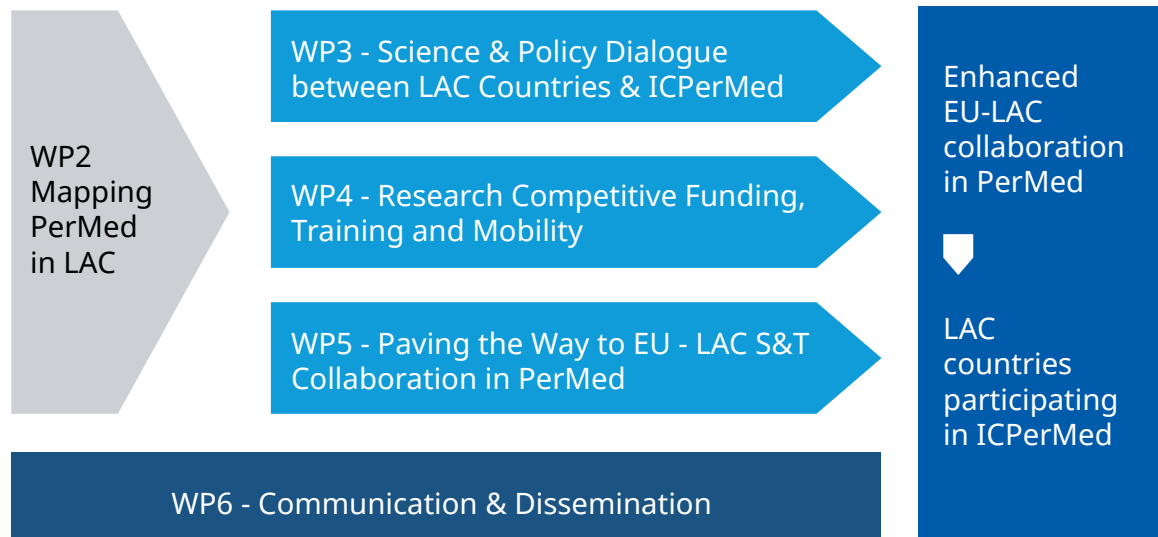 WP2
Mapping
PerMed
in LAC
WP3 - Science & Policy Dialogue
between LAC Countries & ICPerMed
WP4 - Research Competitive Funding,
Training and Mobility
WP5 - Paving the Way to EU - LAC S&T
Collaboration in PerMed
WP6 - Communication & Dissemination
Enhanced
EU-LAC
collaboration
in PerMed
LAC
countries
participating
in ICPerMed